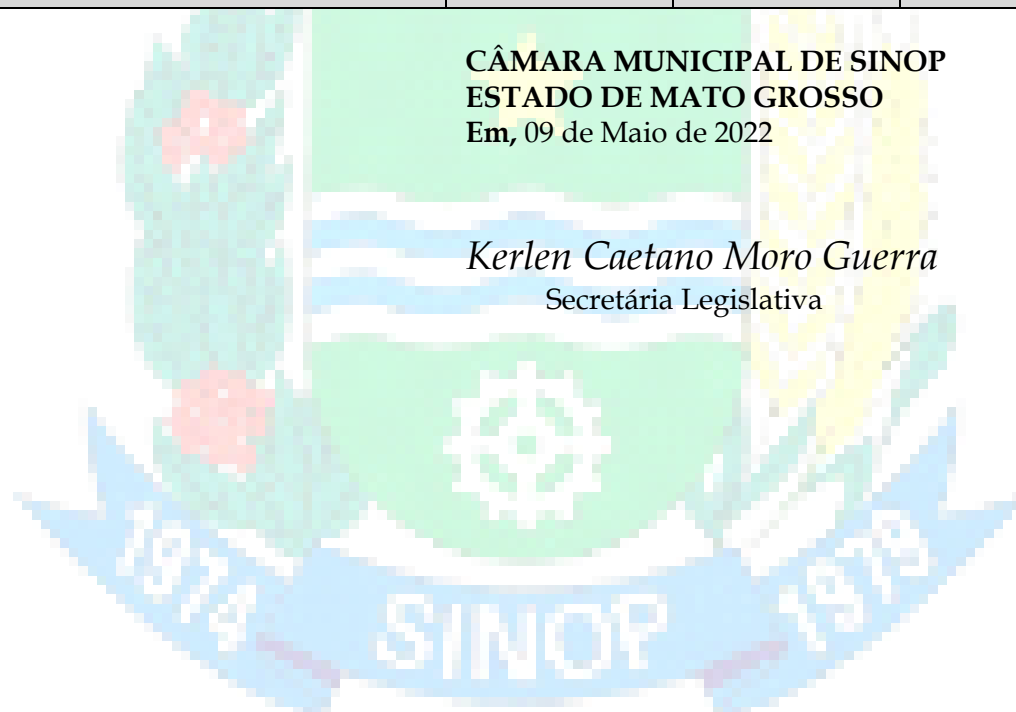 CÂMARA MUNICIPAL DE SINOP
ESTADO DE MATO GROSSO
Em, 09 de Maio de 2022
Kerlen Caetano Moro Guerra
Secretária Legislativa
1974 SINOP 1979